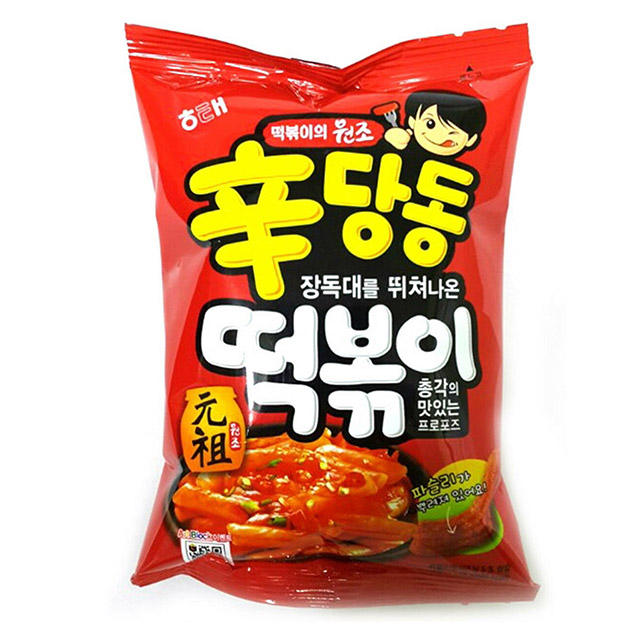 해태
떡볶이의 원조
辛당동
장독대를 뛰쳐나온
떡볶이
총각의
맛있는
프로포즈
元祖
원조
파슬리가
뿌려져 있어요!